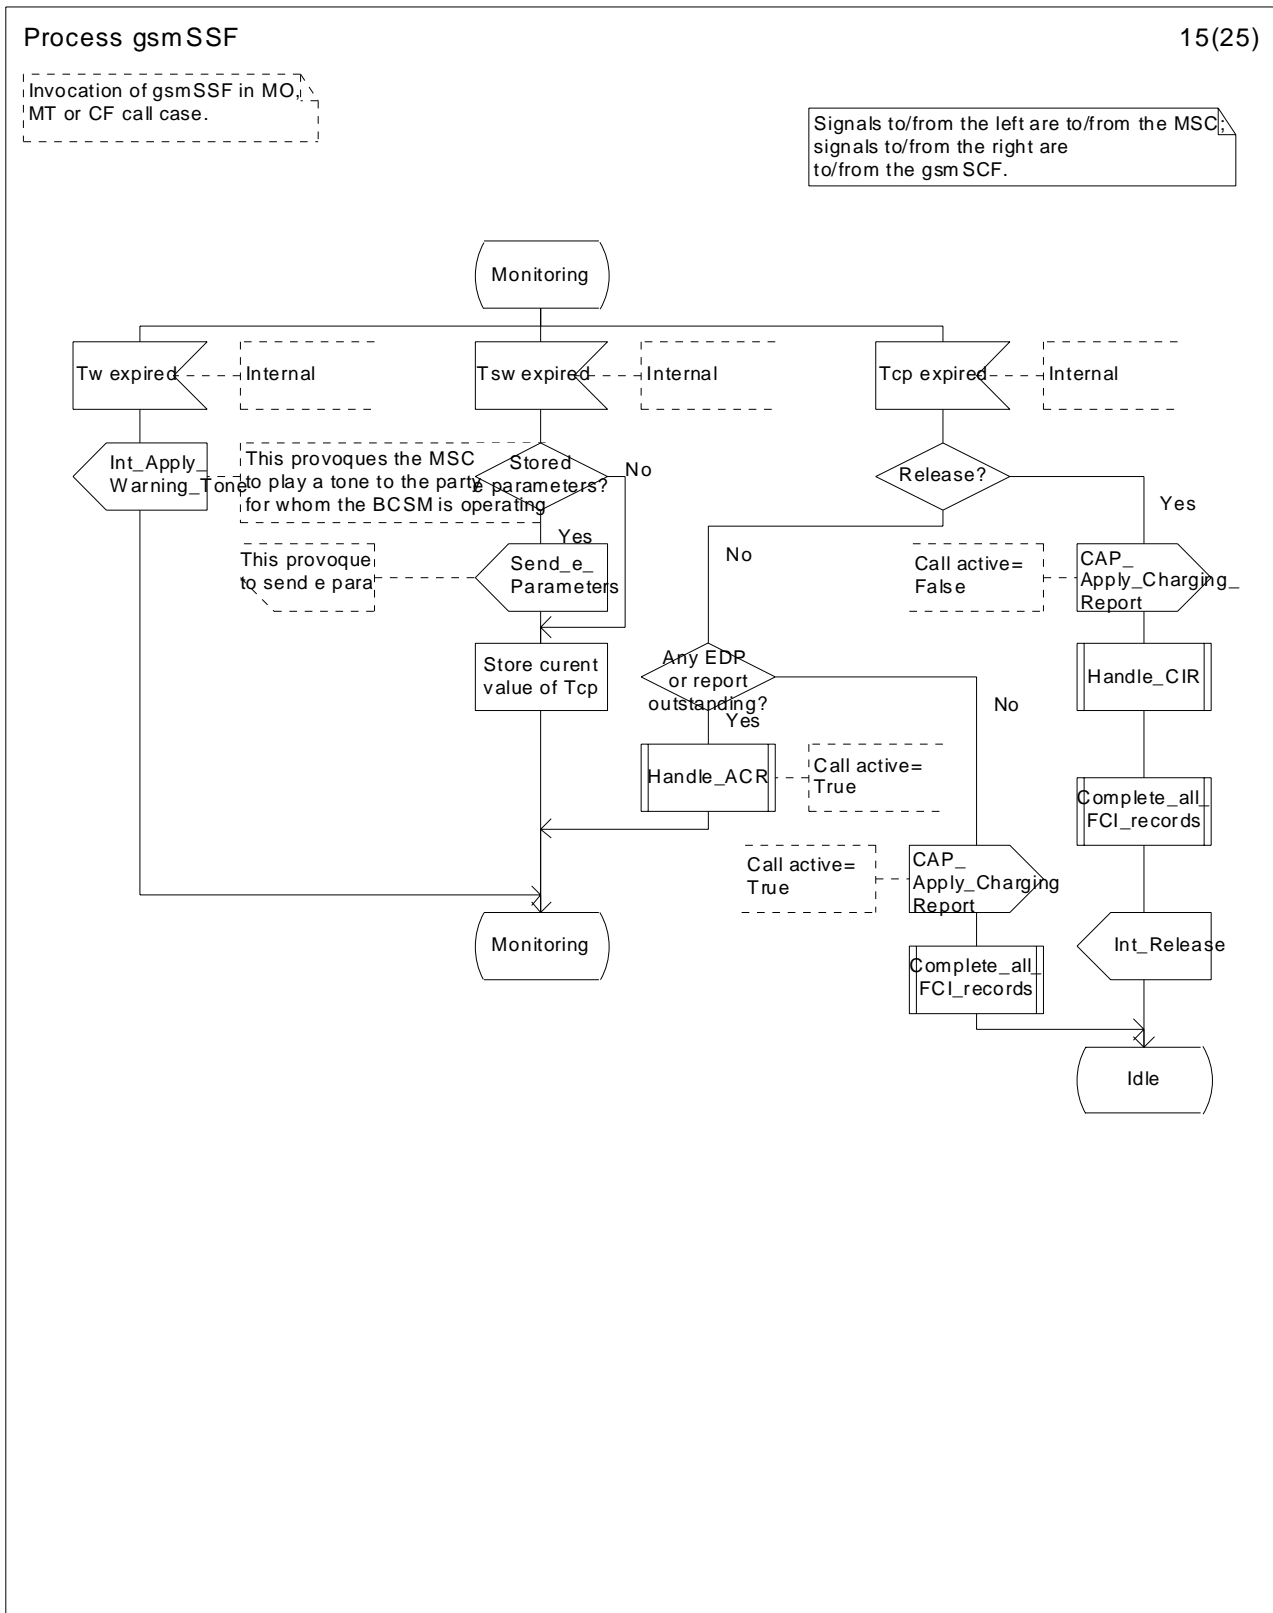 Process gsmSSF
15(25)
Invocation of gsmSSF in MO,
MT or CF call case.
Signals to/from the left are to/from the MSC;
signals to/from the right are
to/from the gsmSCF.
Monitoring
Tw expired
Internal
Tsw expired
Internal
Tcp expired
Internal
Int_Apply_
Warning_Tone
This provoques the MSC
to play a tone to the party
for whom the BCSM is operating
Stored
e parameters?
No
Release?
Yes
Yes
No
This provoque
to send e para
Send_e_
Parameters
Call active=
False
CAP_
Apply_Charging_
Report
Store curent
value of Tcp
Any EDP
or report
outstanding?
Handle_CIR
No
Yes
Handle_ACR
Call active=
True
Complete_all_
FCI_records
Call active=
True
CAP_
Apply_Charging
Report
Monitoring
Int_Release
Complete_all_
FCI_records
Idle